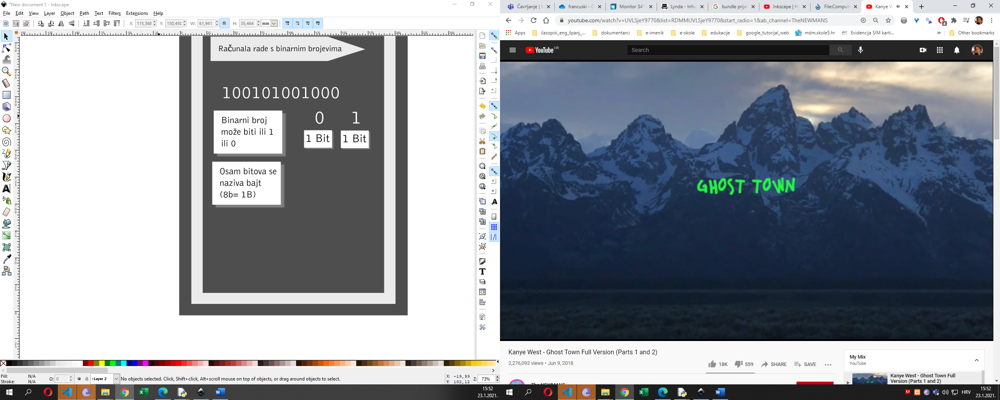 *New document 1 - Inkscape
File Edit View Layer Object Path Text Filters Extensions Help
X: 115,368 Y: 150,450 W: 61,941 H: 35,464 mm
Računala rade s binarnim brojevima
100101001000
Binarni broj
može biti ili 1
ili 0
0 1
1 Bit 1 Bit
Osam bitova se
naziva bajt
(8b= 1B)
Fill: N/A
Stroke: N/A
O: 0
Layer 2
No objects selected. Click, Shift+click, Alt+scroll mouse on top of objects, or drag around objects to select.
X: -19,99
Y: 182,12
Z: 73%
15:52
23.1.2021.
Čavrljanje | francuski - Monitor 34" Lynda - Info bundle prije Inkscape | File:Compute Kanye W
youtube.com/watch?v=UVLSjeY9770&list=RDMMUVLSjeY9770&start_radio=1&ab_channel=TheNEWMANS
4
Apps časopisi_eng_španj_... dokumentarci e-imenik e-skole edukacije google_tutorijal_web mdm.skole5.hr Evidencija SIM karti... » Other bookmarks
YouTube HR
Search
GHOST TOWN
Kanye West - Ghost Town Full Version (Parts 1 and 2)
2,276,093 views • Jun 9, 2018
18K 559 SHARE SAVE
The NEWMANS
My Mix
YouTube
Kanye West - Ghost Town Full
Version (Parts 1 and 2)
HRV
15:52
23.1.2021.